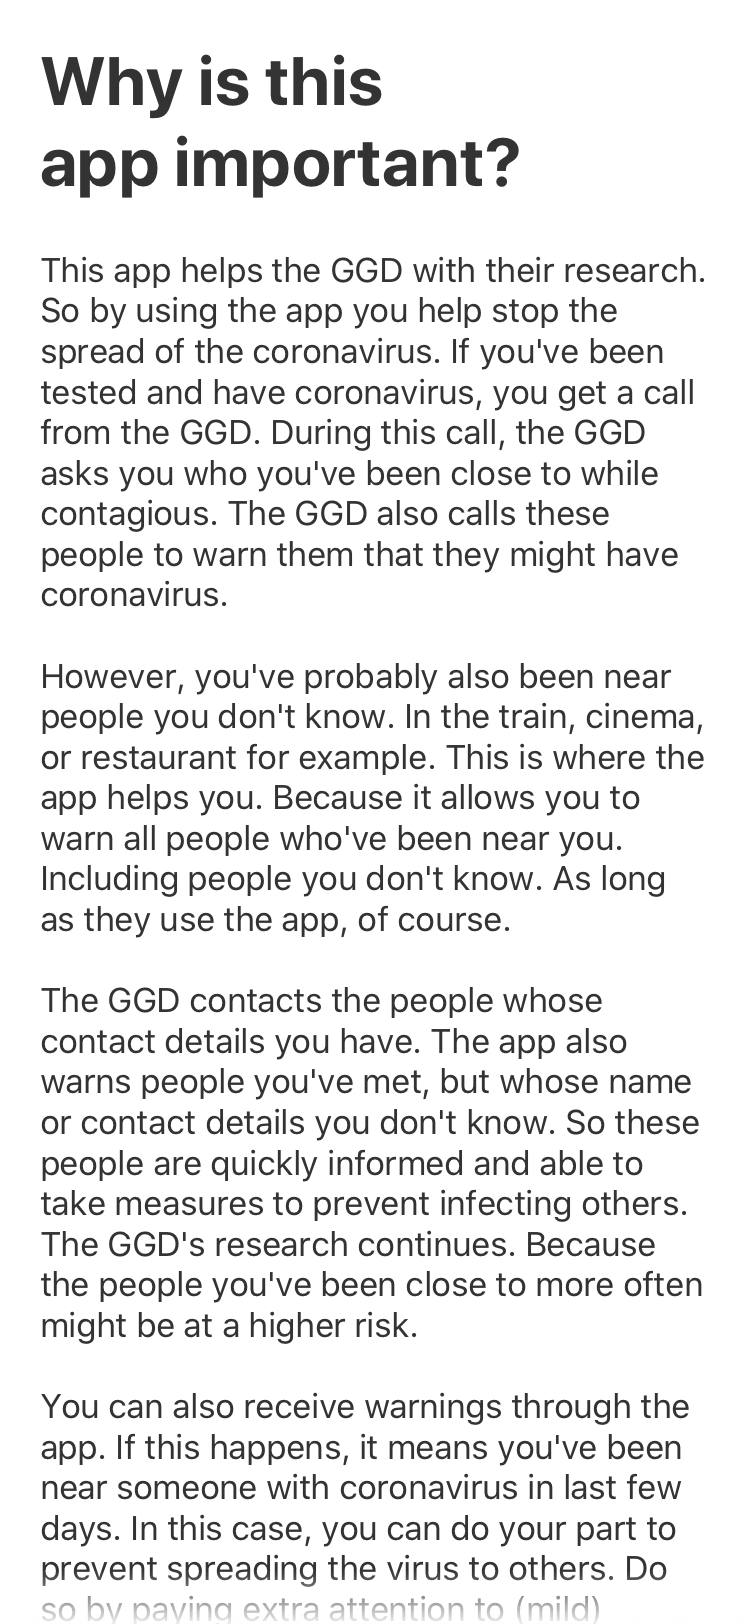 Why is this
app important?
This app helps the GGD with their research.
So by using the app you help stop the
spread of the coronavirus. If you've been
tested and have coronavirus, you get a call
from the GGD. During this call, the GGD
asks you who you've been close to while
contagious. The GGD also calls these
people to warn them that they might have
coronavirus.
However, you've probably also been near
people you don't know. In the train, cinema,
or restaurant for example. This is where the
app helps you. Because it allows you to
warn all people who've been near you.
Including people you don't know. As long
as they use the app, of course.
The GGD contacts the people whose
contact details you have. The app also
warns people you've met, but whose name
or contact details you don't know. So these
people are quickly informed and able to
take measures to prevent infecting others.
The GGD's research continues. Because
the people you've been close to more often
might be at a higher risk.
You can also receive warnings through the
app. If this happens, it means you've been
near someone with coronavirus in last few
days. In this case, you can do your part to
prevent spreading the virus to others. Do
so by paying extra attention to (mild)